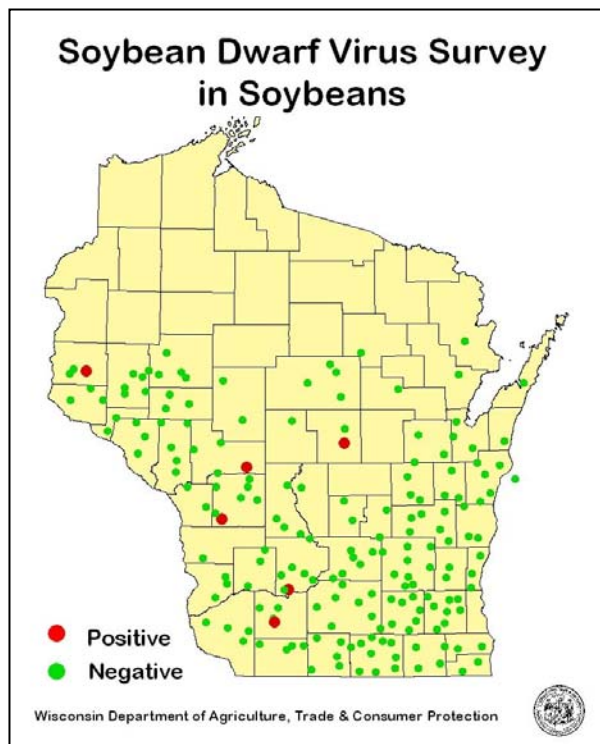 Soybean Dwarf Virus Survey
in Soybeans
Positive
Negative
Wisconsin Department of Agriculture, Trade & Consumer Protection